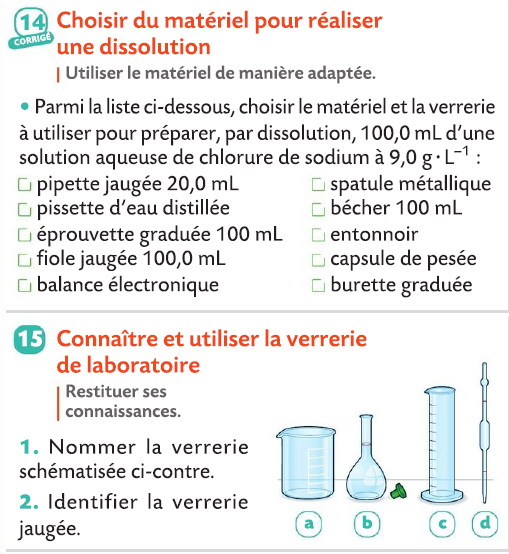 14 Choisir du matériel pour réaliser
CORRIGÉ une dissolution
Utiliser le matériel de manière adaptée.
• Parmi la liste ci-dessous, choisir le matériel et la verrerie
à utiliser pour préparer, par dissolution, 100,0 mL d'une
solution aqueuse de chlorure de sodium à 9,0 g·L⁻¹ :
pipette jaugée 20,0 mL
pissette d'eau distillée
éprouvette graduée 100 mL
fiole jaugée 100,0 mL
balance électronique
spatule métallique
bécher 100 mL
entonnoir
capsule de pesée
burette graduée
15 Connaître et utiliser la verrerie
de laboratoire
Restituer ses
connaissances.
1. Nommer la verrerie
schématisée ci-contre.
2. Identifier la verrerie
jaugée.
a b c d